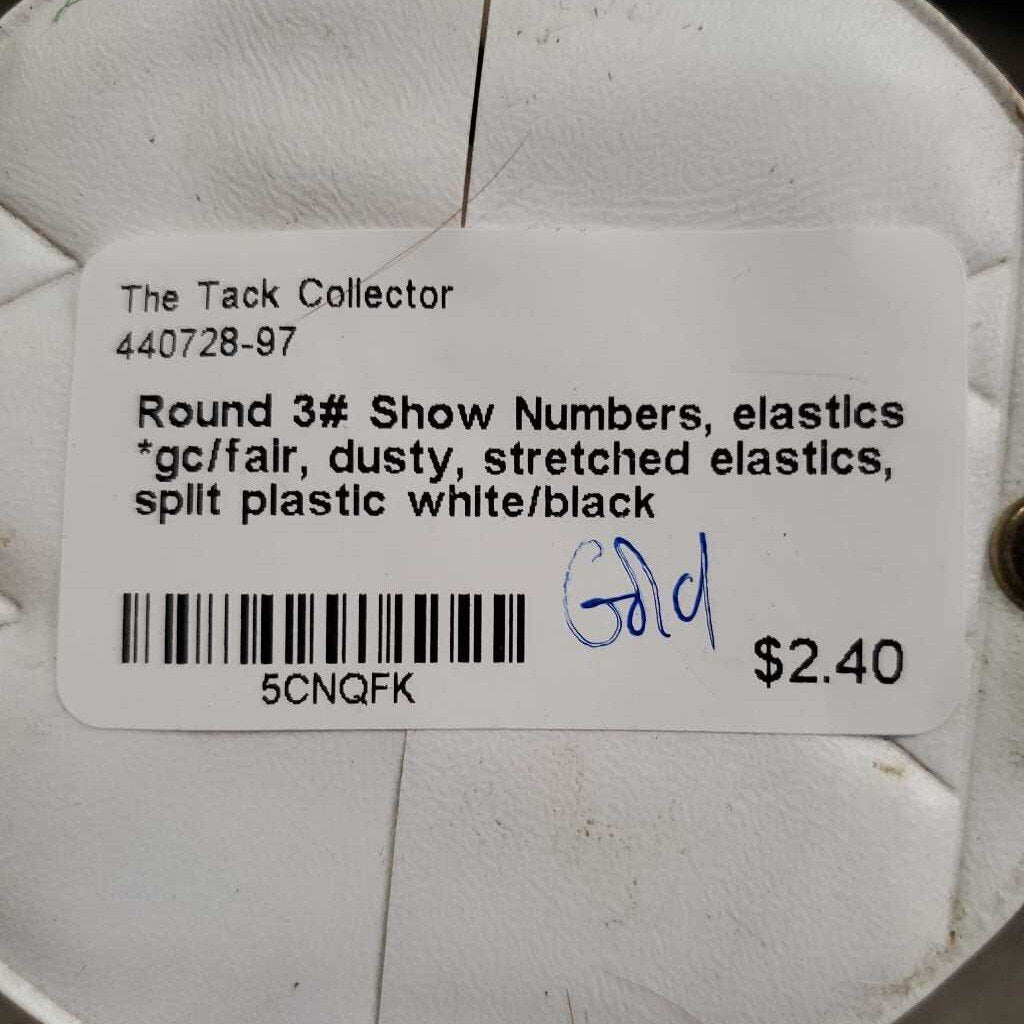 The Tack Collector
440728-97
Round 3# Show Numbers, elastics
*gc/fair, dusty, stretched elastics,
split plastic white/black
Gold
5CNQFK
$2.40